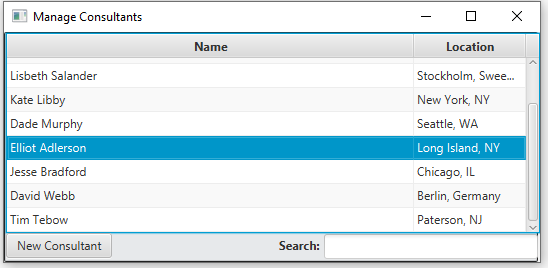 Manage Consultants
Name Location
Lisbeth Salander Stockholm, Swee...
Kate Libby New York, NY
Dade Murphy Seattle, WA
Elliot Adlerson Long Island, NY
Jesse Bradford Chicago, IL
David Webb Berlin, Germany
Tim Tebow Paterson, NJ
New Consultant Search: